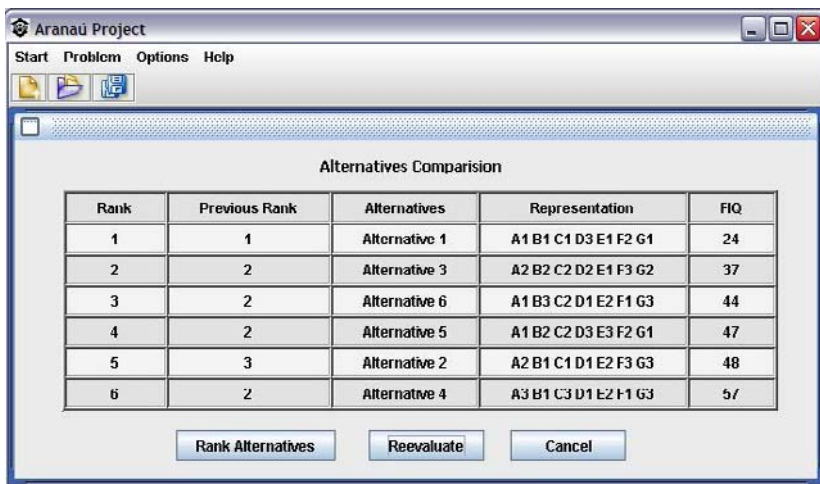 Aranaú Project
Start Problem Options Help
Alternatives Comparision
Rank Previous Rank Alternatives Representation FIQ
1 1 Alternative 1 A1 B1 C1 D3 E1 F2 G1 24
2 2 Alternative 3 A2 B2 C2 D2 E1 F3 G2 37
3 2 Alternative 6 A1 B3 C2 D1 E2 F1 G3 44
4 2 Alternative 5 A1 B2 C2 D3 E3 F2 G1 47
5 3 Alternative 2 A2 B1 C1 D1 E2 F3 G3 48
6 2 Alternative 4 A3 B1 C3 D1 E2 F1 G3 57
Rank Alternatives Reevaluate Cancel